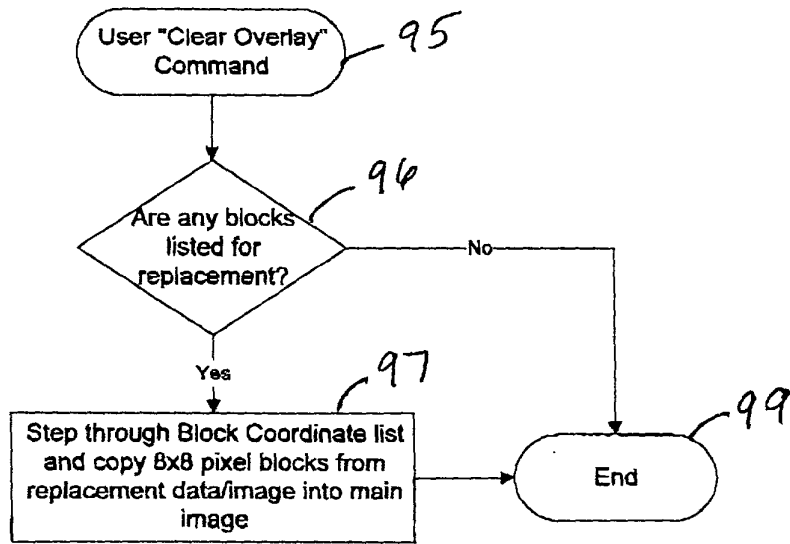 User "Clear Overlay"
Command
95
Are any blocks
listed for
replacement?
96
No
Yes
97
Step through Block Coordinate list
and copy 8x8 pixel blocks from
replacement data/image into main
image
End
99